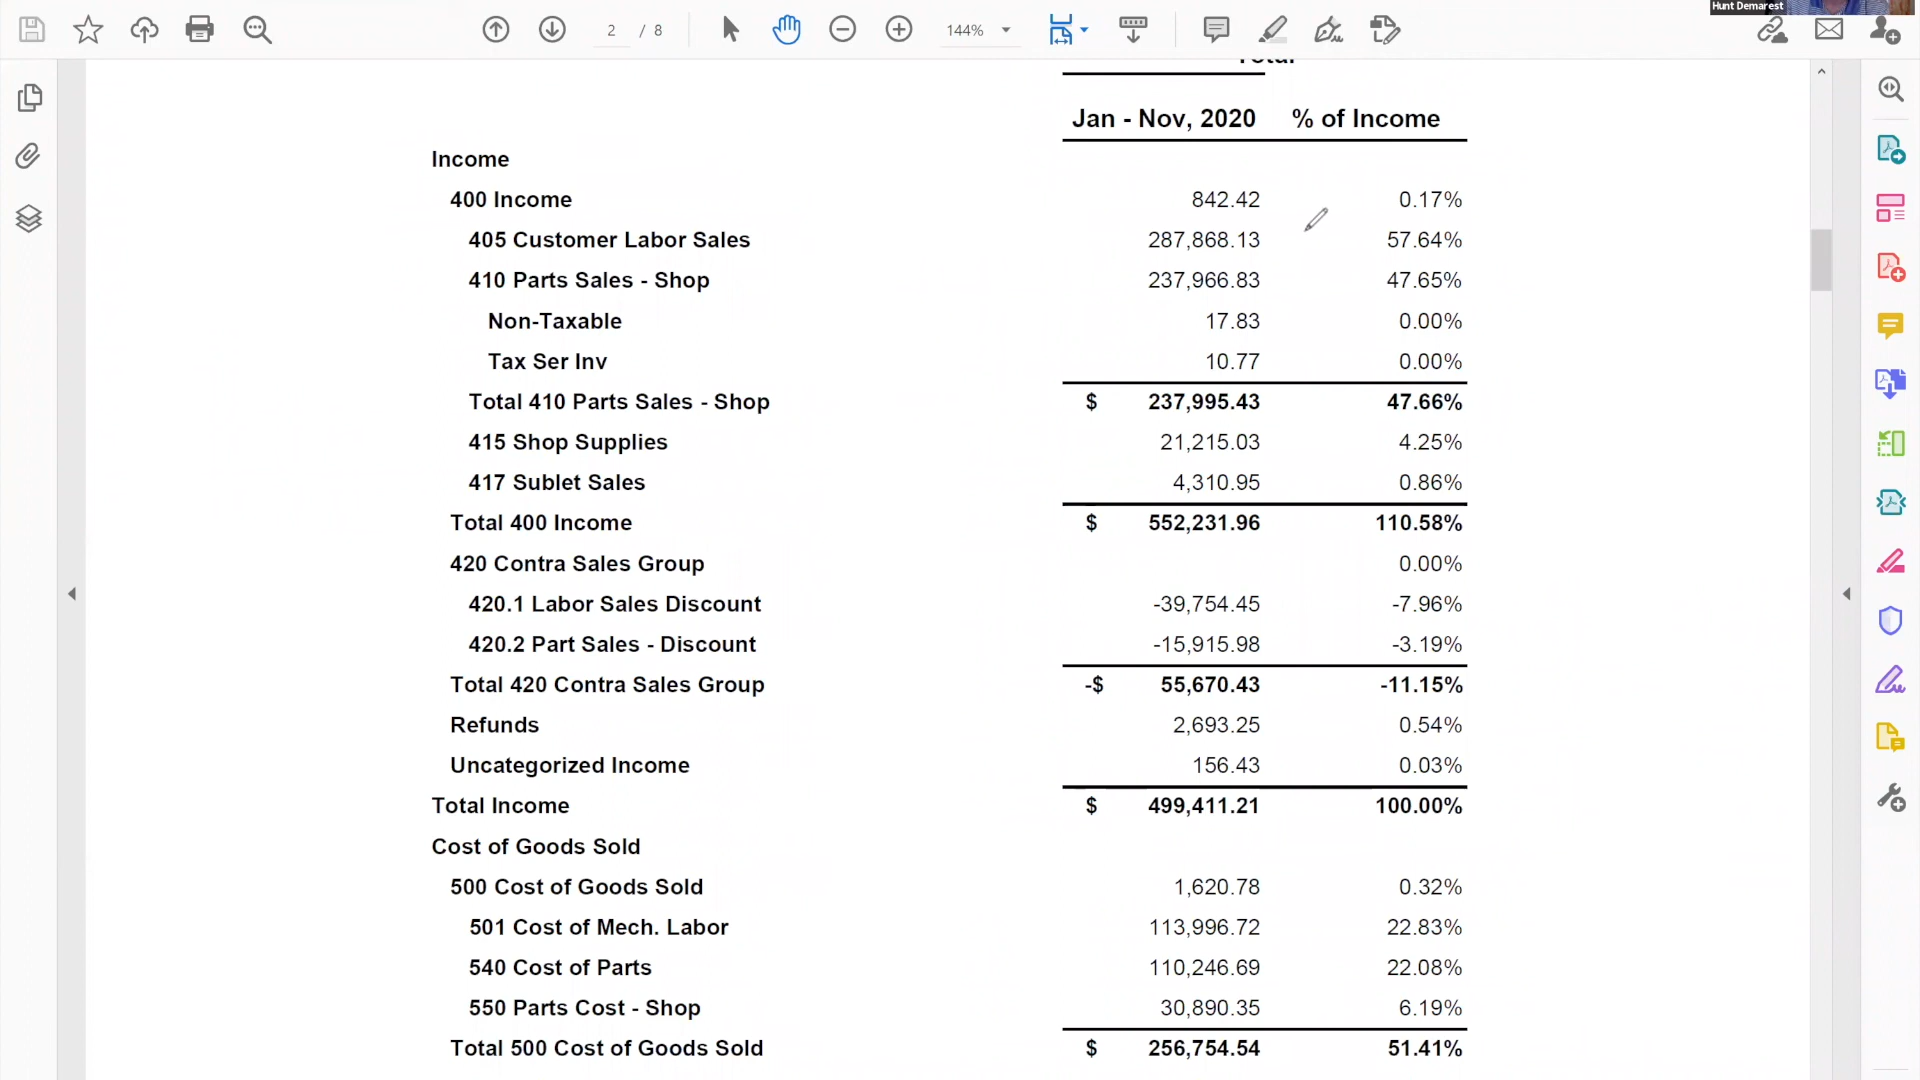 Hunt Demarest
2 / 8
144%
Total
Jan - Nov, 2020 % of Income
Income
400 Income 842.42 0.17%
405 Customer Labor Sales 287,868.13 57.64%
410 Parts Sales - Shop 237,966.83 47.65%
Non-Taxable 17.83 0.00%
Tax Ser Inv 10.77 0.00%
Total 410 Parts Sales - Shop $ 237,995.43 47.66%
415 Shop Supplies 21,215.03 4.25%
417 Sublet Sales 4,310.95 0.86%
Total 400 Income $ 552,231.96 110.58%
420 Contra Sales Group 0.00%
420.1 Labor Sales Discount -39,754.45 -7.96%
420.2 Part Sales - Discount -15,915.98 -3.19%
Total 420 Contra Sales Group -$ 55,670.43 -11.15%
Refunds 2,693.25 0.54%
Uncategorized Income 156.43 0.03%
Total Income $ 499,411.21 100.00%
Cost of Goods Sold
500 Cost of Goods Sold 1,620.78 0.32%
501 Cost of Mech. Labor 113,996.72 22.83%
540 Cost of Parts 110,246.69 22.08%
550 Parts Cost - Shop 30,890.35 6.19%
Total 500 Cost of Goods Sold $ 256,754.54 51.41%